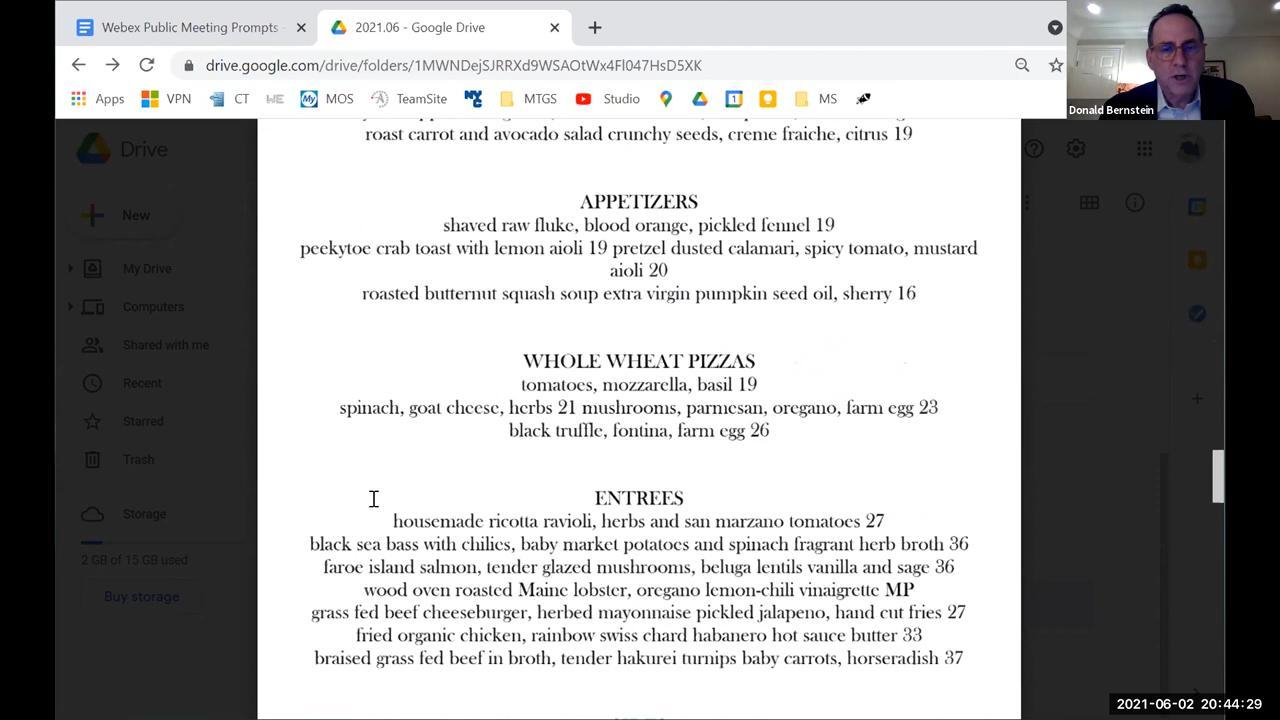 Webex Public Meeting Prompts -
2021.06 - Google Drive
drive.google.com/drive/folders/1MWNDejSJRRXd9WSAOtWx4Fl047HsD5XK
Apps VPN CT WE MOS TeamSite NYC MTGS Studio 1 MS
Donald Bernstein
Drive
New
My Drive
Computers
Shared with me
Recent
Starred
Trash
Storage
2 GB of 15 GB used
Buy storage
roast carrot and avocado salad crunchy seeds, creme fraiche, citrus 19
APPETIZERS
shaved raw fluke, blood orange, pickled fennel 19
peekytoe crab toast with lemon aioli 19 pretzel dusted calamari, spicy tomato, mustard
aioli 20
roasted butternut squash soup extra virgin pumpkin seed oil, sherry 16
WHOLE WHEAT PIZZAS
tomatoes, mozzarella, basil 19
spinach, goat cheese, herbs 21 mushrooms, parmesan, oregano, farm egg 23
black truffle, fontina, farm egg 26
ENTREES
housemade ricotta ravioli, herbs and san marzano tomatoes 27
black sea bass with chilies, baby market potatoes and spinach fragrant herb broth 36
faroe island salmon, tender glazed mushrooms, beluga lentils vanilla and sage 36
wood oven roasted Maine lobster, oregano lemon-chili vinaigrette MP
grass fed beef cheeseburger, herbed mayonnaise pickled jalapeno, hand cut fries 27
fried organic chicken, rainbow swiss chard habanero hot sauce butter 33
braised grass fed beef in broth, tender hakurei turnips baby carrots, horseradish 37
2021-06-02 20:44:29